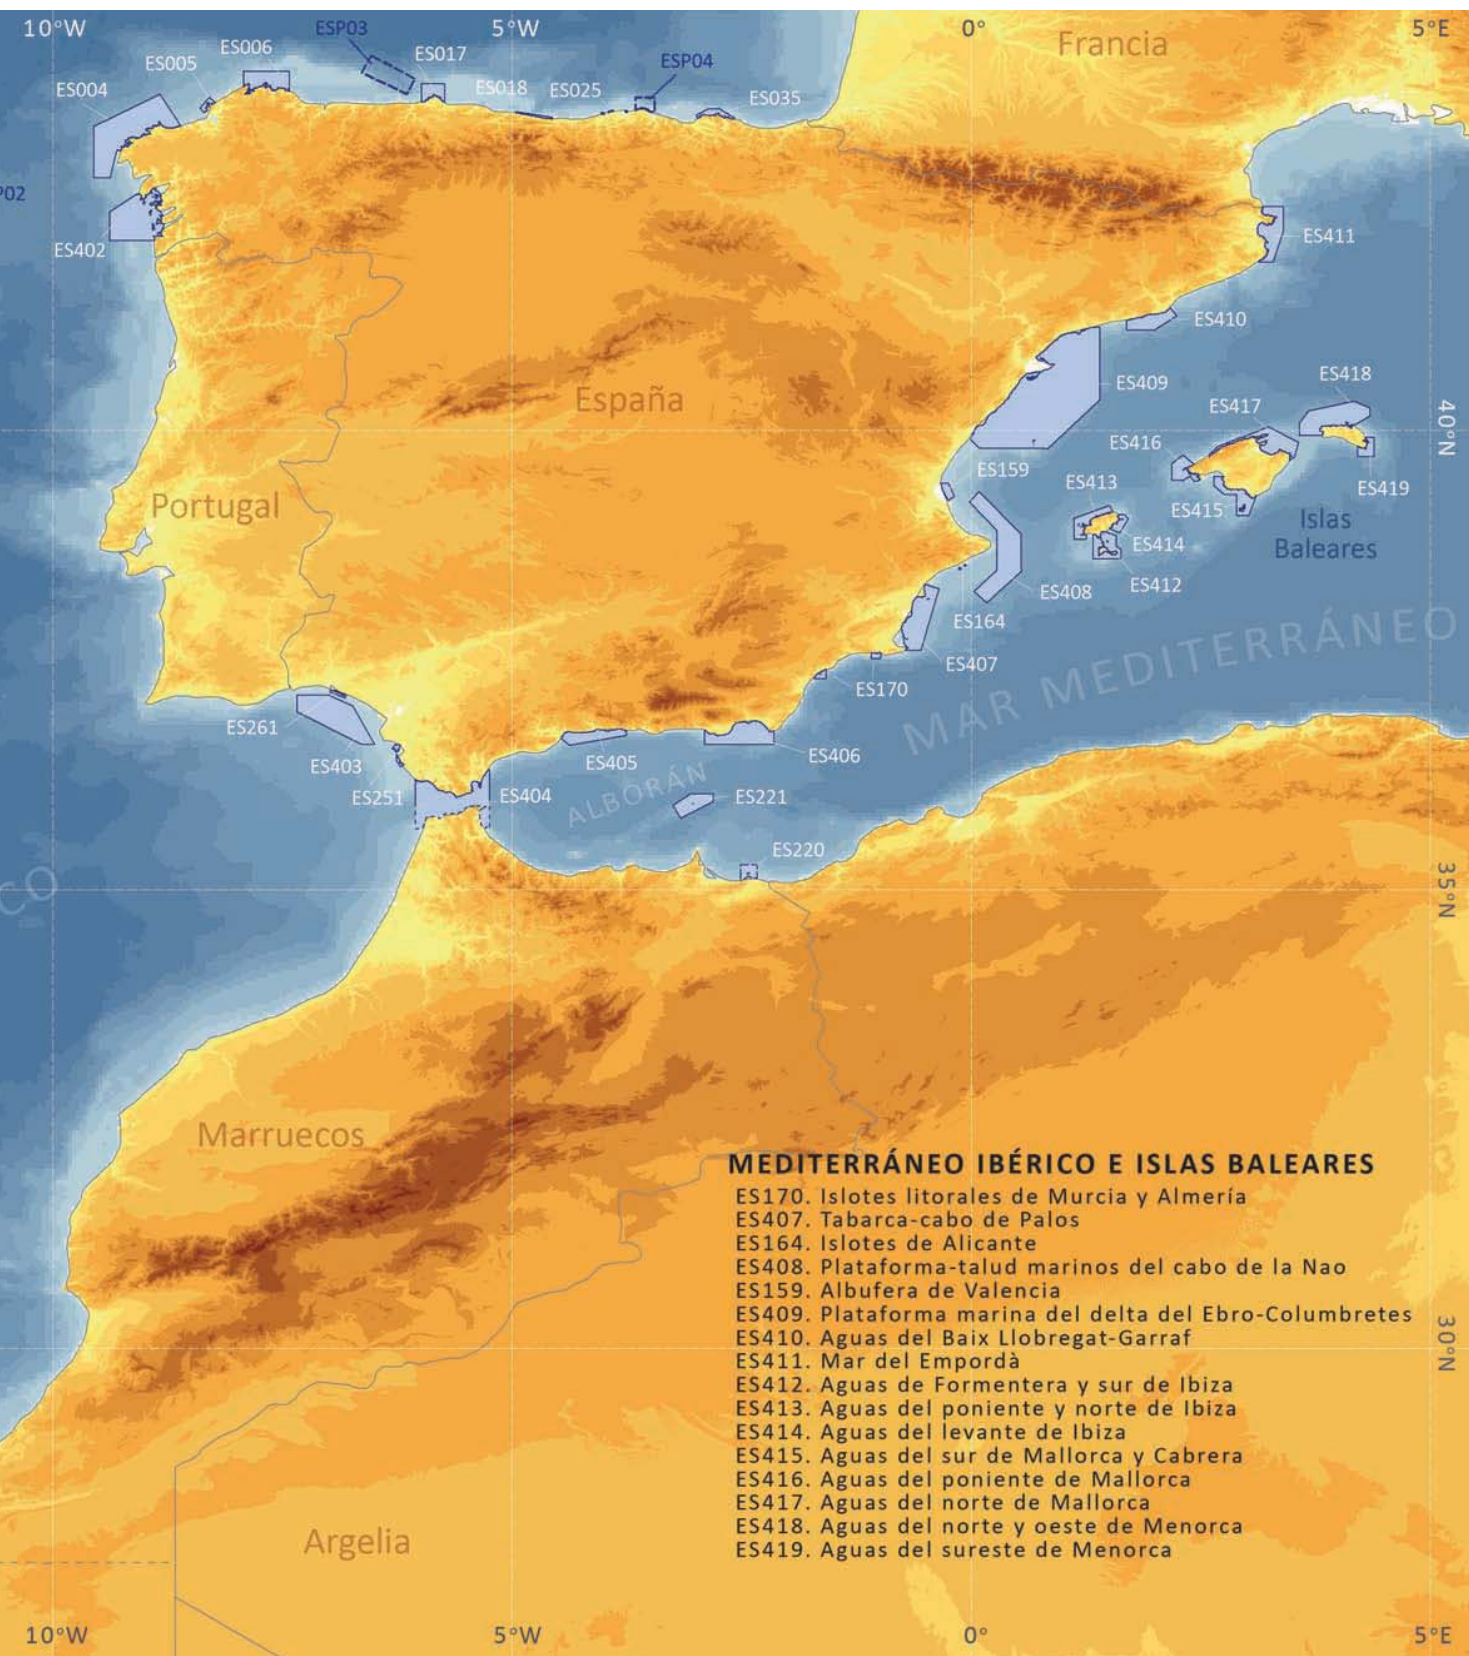 10°W
5°W
0°
5°E
ESP03
Francia
ES006
ES017
ES005
ESP04
ES004
ES018
ES025
ES035
P02
ES402
ES411
ES410
ES418
ES409
España
ES417
40°N
ES416
ES159
ES413
ES419
Portugal
ES415
Islas
Baleares
ES414
ES412
ES408
ES164
MAR MEDITERRÁNEO
ES407
ES170
ES261
ES403
ES405
ES406
ES251
ES404
ALBORÁN
ES221
ES220
CO
35°N
Marruecos
MEDITERRÁNEO IBÉRICO E ISLAS BALEARES
ES170. Islotes litorales de Murcia y Almería
ES407. Tabarca-cabo de Palos
ES164. Islotes de Alicante
ES408. Plataforma-talud marinos del cabo de la Nao
ES159. Albufera de Valencia
ES409. Plataforma marina del delta del Ebro-Columbretes
30°N
ES410. Aguas del Baix Llobregat-Garraf
ES411. Mar del Empordà
ES412. Aguas de Formentera y sur de Ibiza
ES413. Aguas del poniente y norte de Ibiza
ES414. Aguas del levante de Ibiza
ES415. Aguas del sur de Mallorca y Cabrera
ES416. Aguas del poniente de Mallorca
ES417. Aguas del norte de Mallorca
ES418. Aguas del norte y oeste de Menorca
ES419. Aguas del sureste de Menorca
Argelia
10°W
5°W
0°
5°E